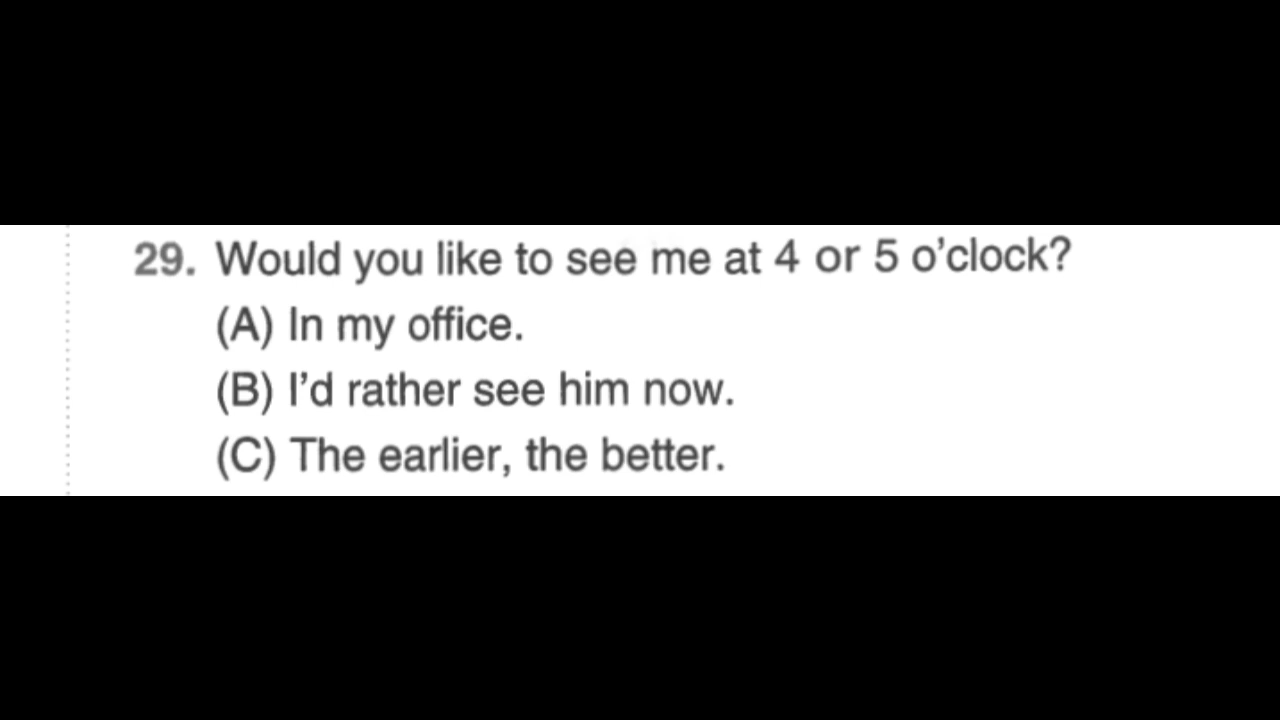 29. Would you like to see me at 4 or 5 o'clock?
(A) In my office.
(B) I'd rather see him now.
(C) The earlier, the better.